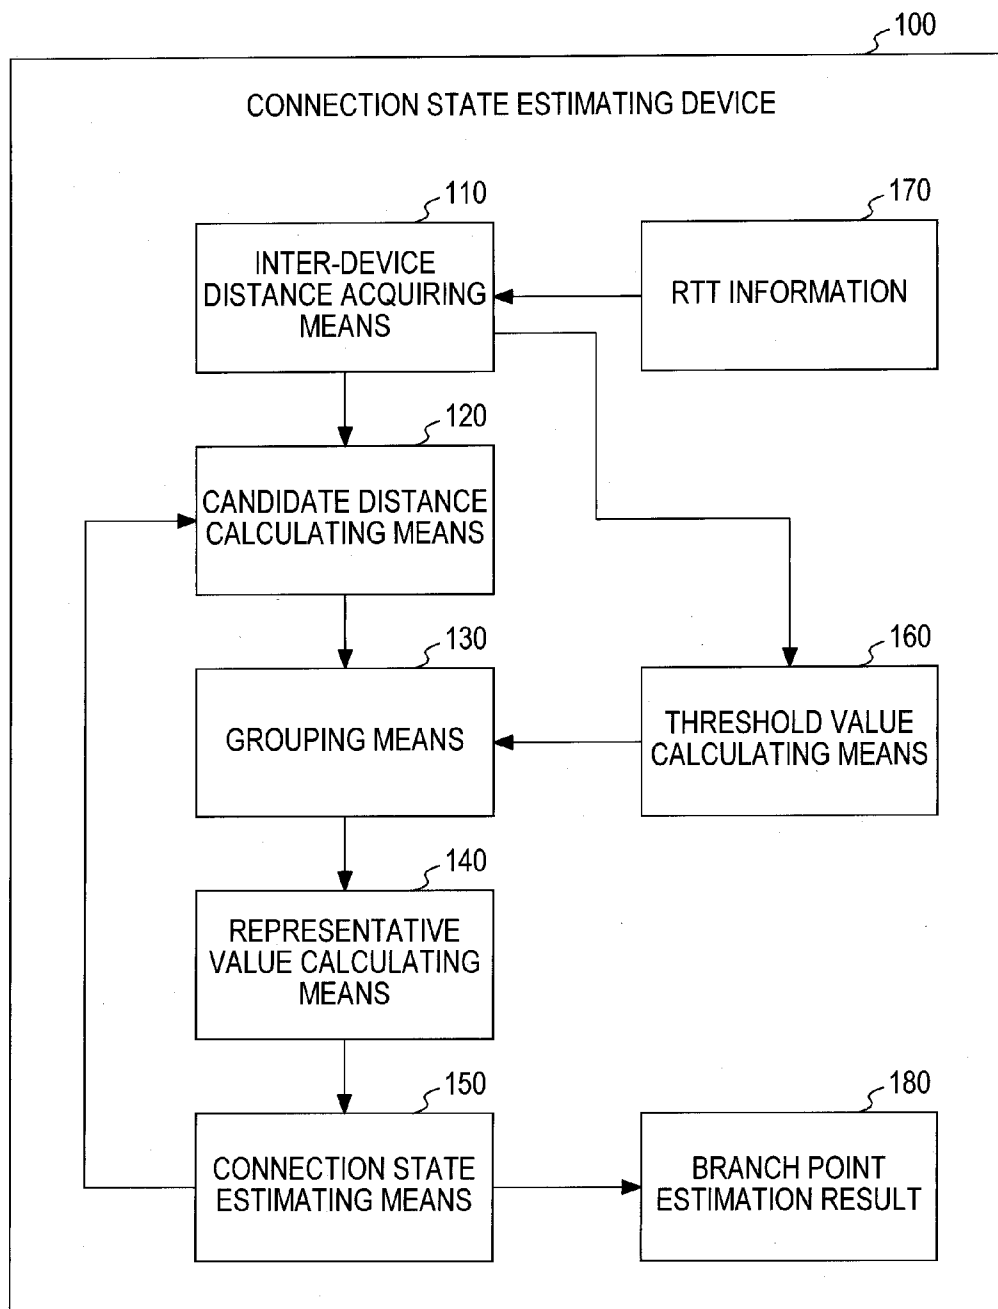 100
CONNECTION STATE ESTIMATING DEVICE
110
INTER-DEVICE
DISTANCE ACQUIRING
MEANS
170
RTT INFORMATION
120
CANDIDATE DISTANCE
CALCULATING MEANS
130
GROUPING MEANS
160
THRESHOLD VALUE
CALCULATING MEANS
140
REPRESENTATIVE
VALUE CALCULATING
MEANS
150
CONNECTION STATE
ESTIMATING MEANS
180
BRANCH POINT
ESTIMATION RESULT